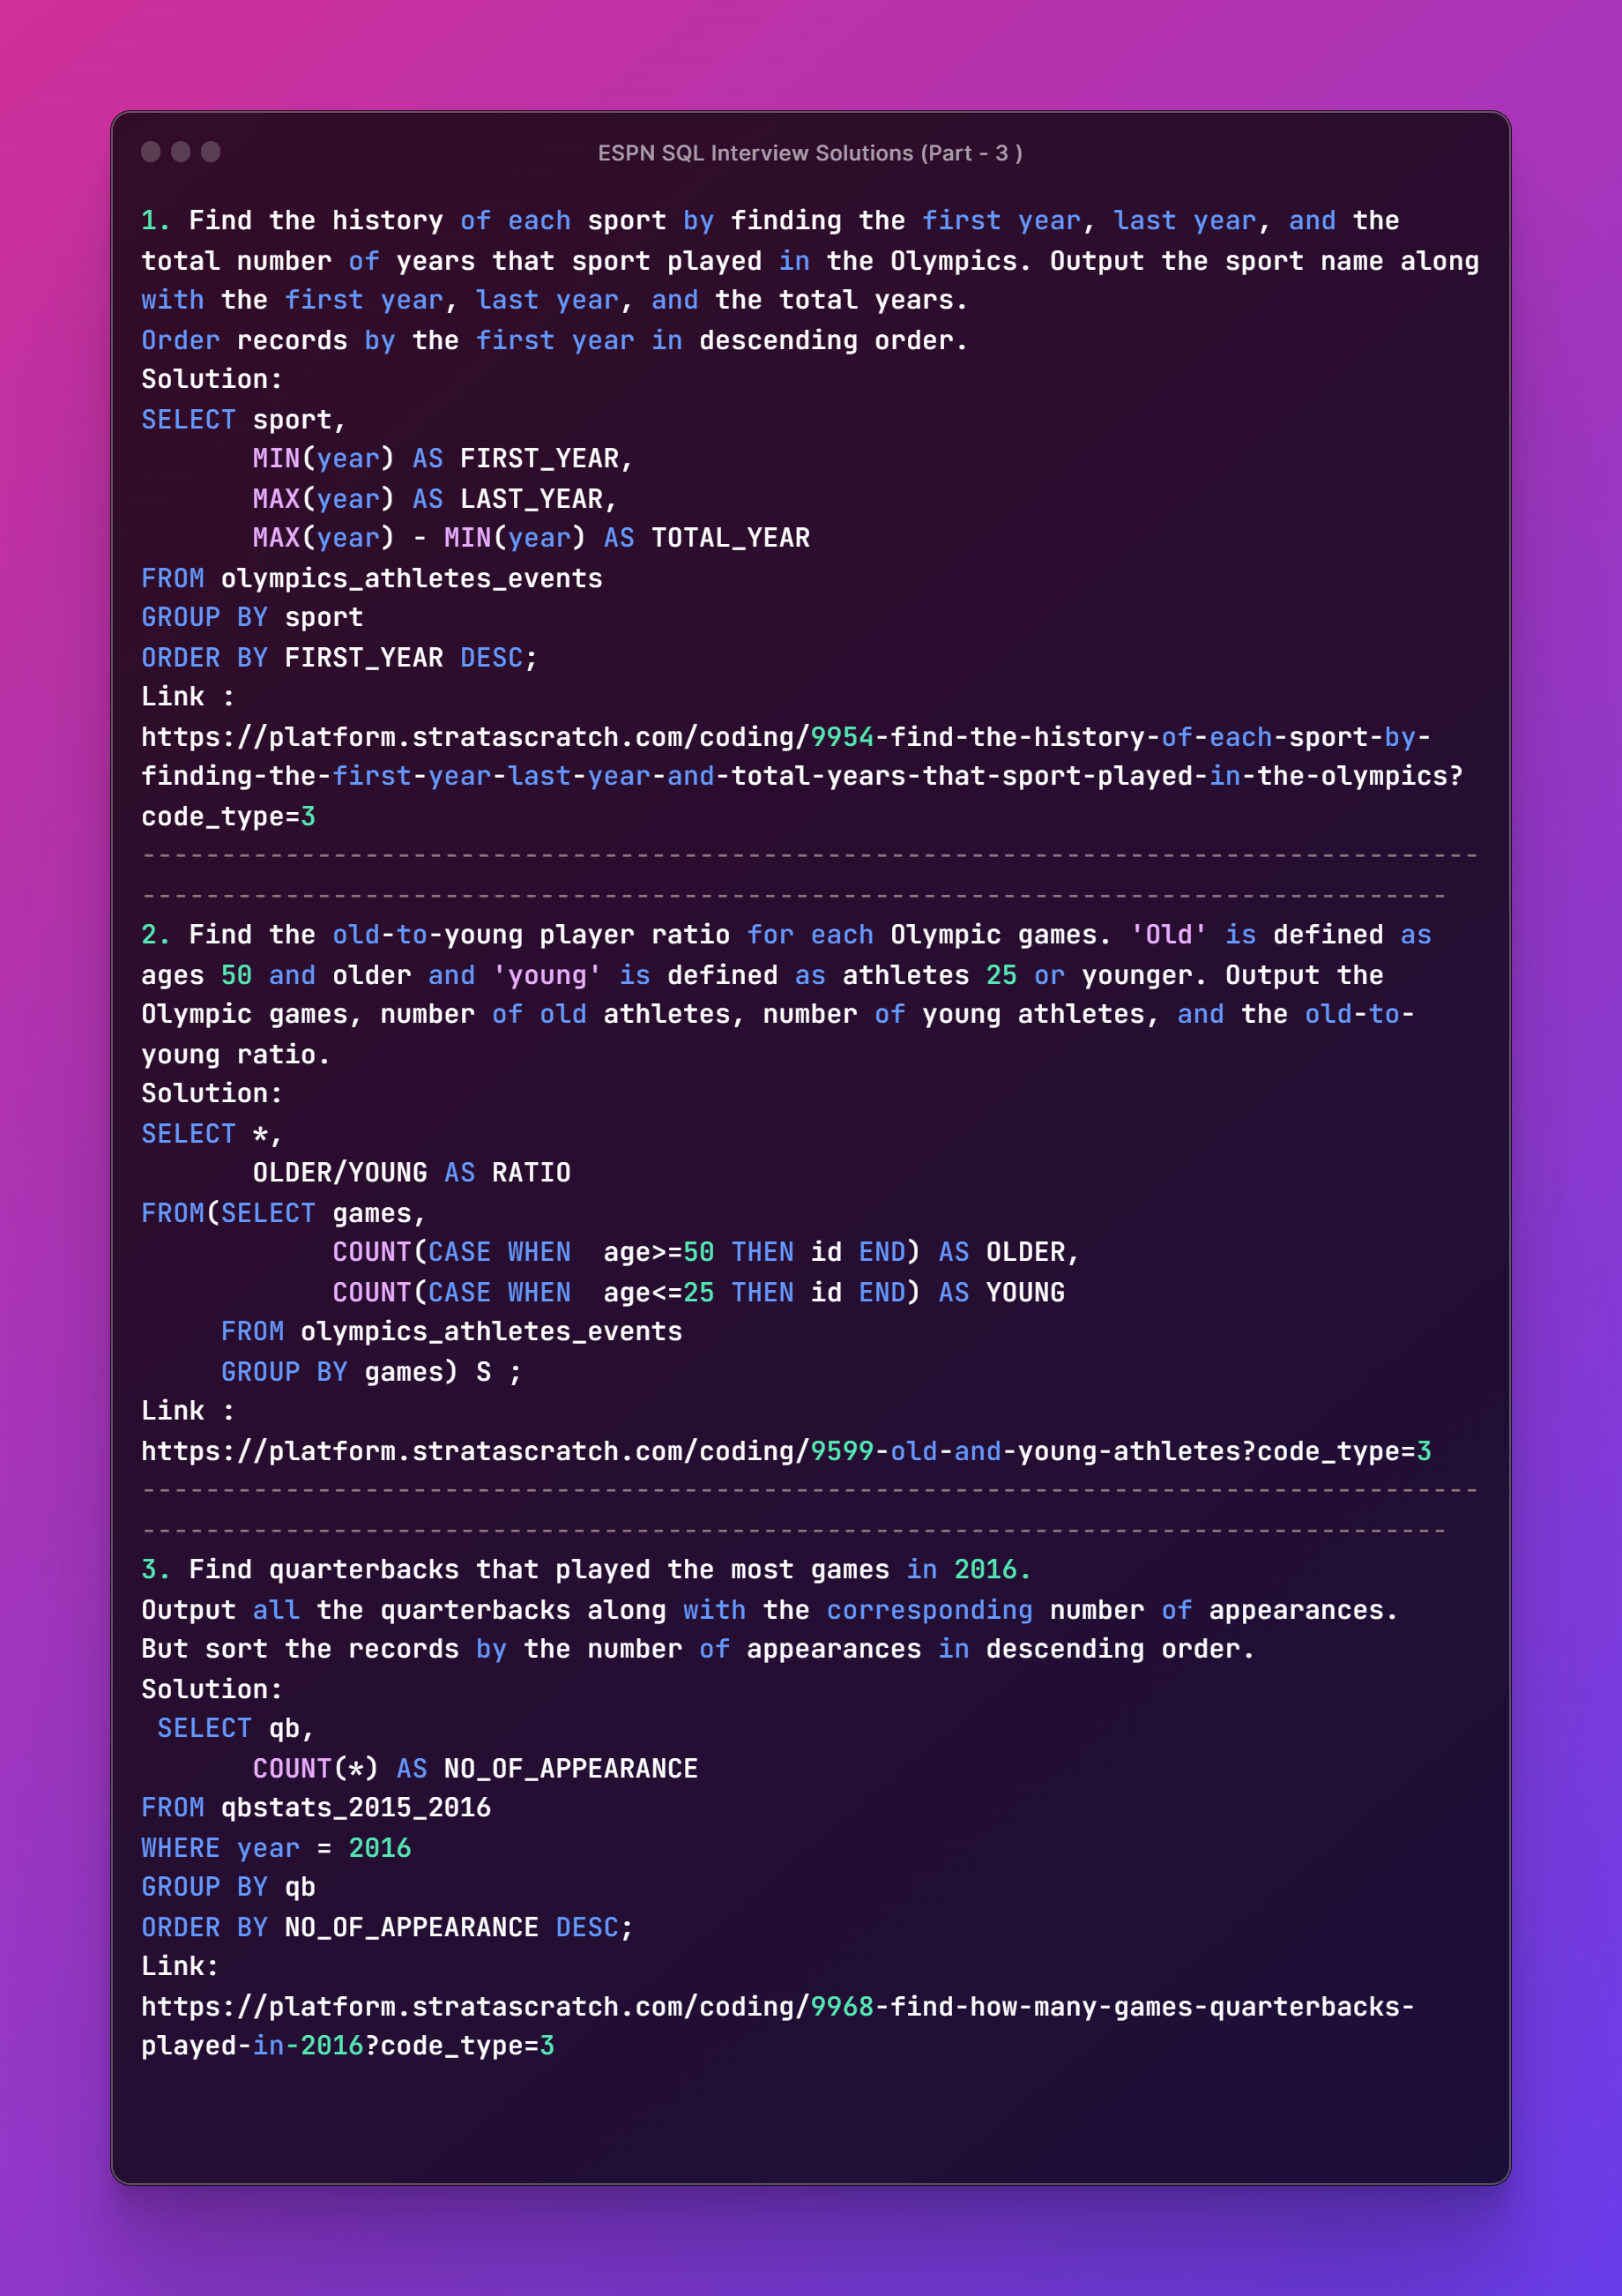 ESPN SQL Interview Solutions (Part - 3 )
1. Find the history of each sport by finding the first year, last year, and the
total number of years that sport played in the Olympics. Output the sport name along
with the first year, last year, and the total years.
Order records by the first year in descending order.
Solution:
SELECT sport,
       MIN(year) AS FIRST_YEAR,
       MAX(year) AS LAST_YEAR,
       MAX(year) - MIN(year) AS TOTAL_YEAR
FROM olympics_athletes_events
GROUP BY sport
ORDER BY FIRST_YEAR DESC;
Link :
https://platform.stratascratch.com/coding/9954-find-the-history-of-each-sport-by-
finding-the-first-year-last-year-and-total-years-that-sport-played-in-the-olympics?
code_type=3
------------------------------------------------------------------------------------
----------------------------------------------------------------------------------
2. Find the old-to-young player ratio for each Olympic games. 'Old' is defined as
ages 50 and older and 'young' is defined as athletes 25 or younger. Output the
Olympic games, number of old athletes, number of young athletes, and the old-to-
young ratio.
Solution:
SELECT *,
       OLDER/YOUNG AS RATIO
FROM(SELECT games,
            COUNT(CASE WHEN  age>=50 THEN id END) AS OLDER,
            COUNT(CASE WHEN  age<=25 THEN id END) AS YOUNG
     FROM olympics_athletes_events
     GROUP BY games) S ;
Link :
https://platform.stratascratch.com/coding/9599-old-and-young-athletes?code_type=3
------------------------------------------------------------------------------------
----------------------------------------------------------------------------------
3. Find quarterbacks that played the most games in 2016.
Output all the quarterbacks along with the corresponding number of appearances.
But sort the records by the number of appearances in descending order.
Solution:
 SELECT qb,
       COUNT(*) AS NO_OF_APPEARANCE
FROM qbstats_2015_2016
WHERE year = 2016
GROUP BY qb
ORDER BY NO_OF_APPEARANCE DESC;
Link:
https://platform.stratascratch.com/coding/9968-find-how-many-games-quarterbacks-
played-in-2016?code_type=3